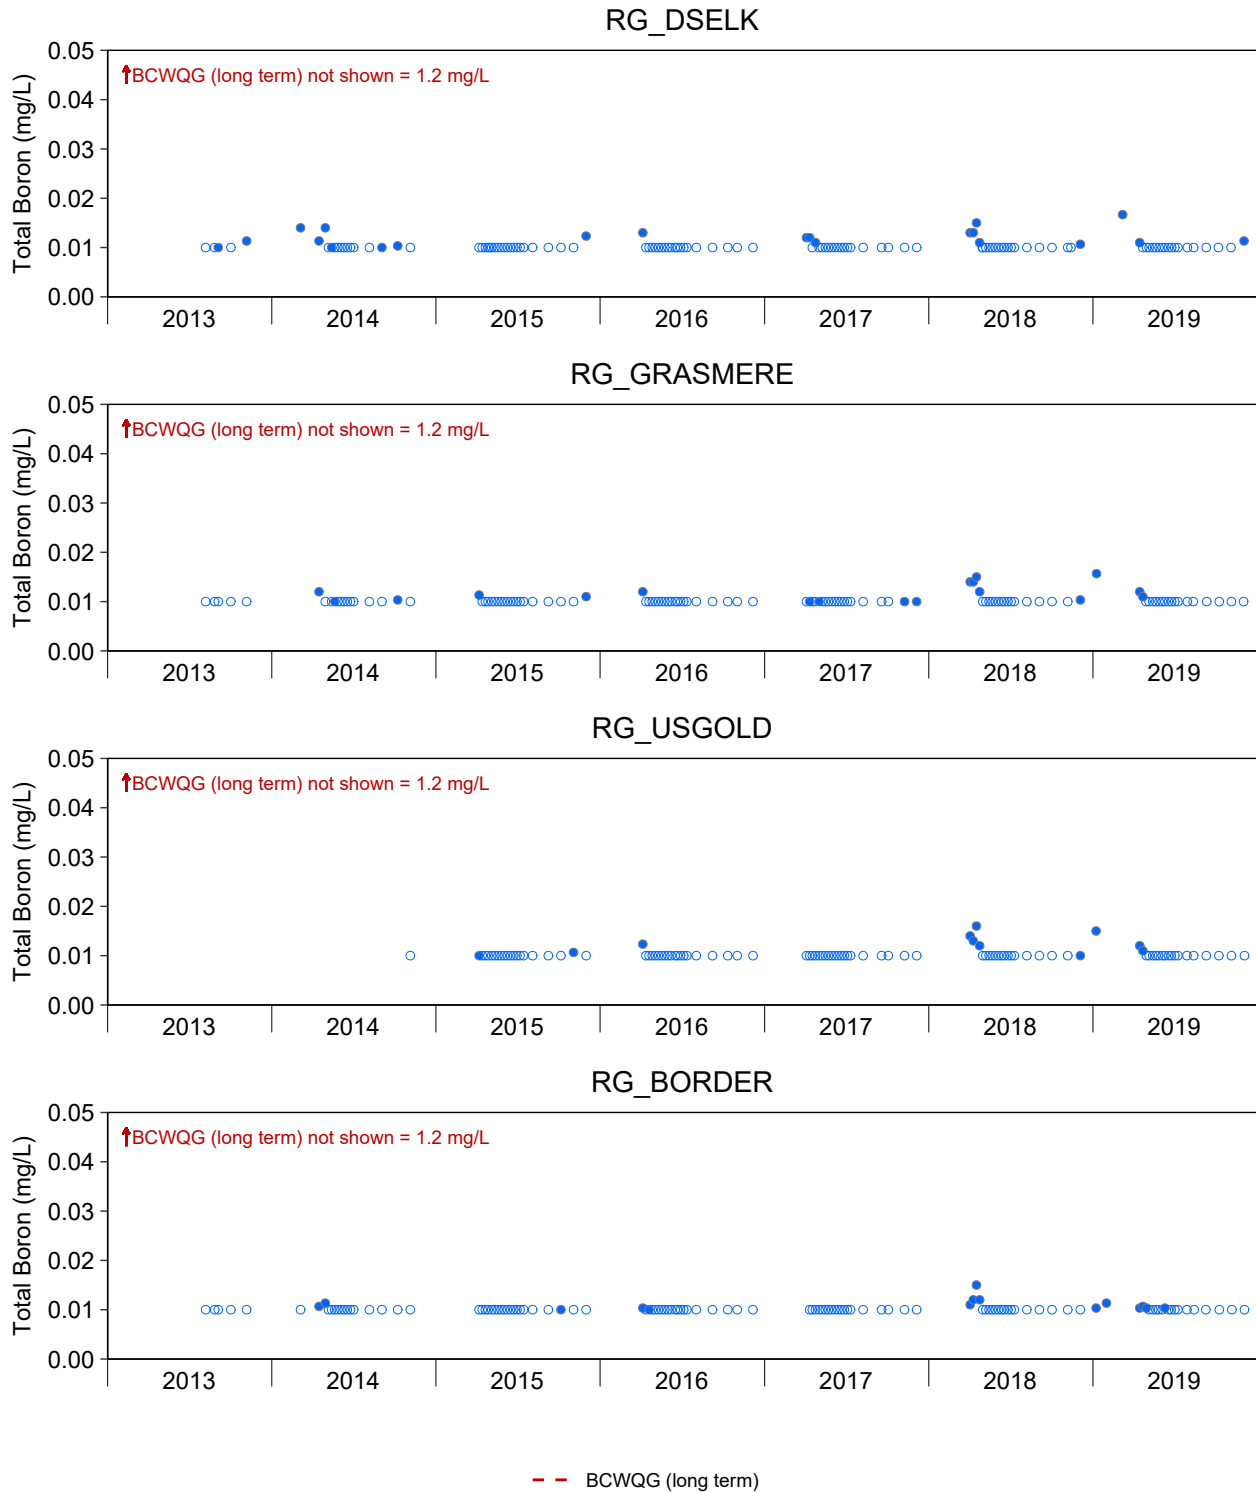 RG_DSELK
Total Boron (mg/L)
0.05
0.04
0.03
0.02
0.01
0.00
BCWQG (long term) not shown = 1.2 mg/L
2013 2014 2015 2016 2017 2018 2019
RG_GRASMERE
Total Boron (mg/L)
0.05
0.04
0.03
0.02
0.01
0.00
BCWQG (long term) not shown = 1.2 mg/L
2013 2014 2015 2016 2017 2018 2019
RG_USGOLD
Total Boron (mg/L)
0.05
0.04
0.03
0.02
0.01
0.00
BCWQG (long term) not shown = 1.2 mg/L
2013 2014 2015 2016 2017 2018 2019
RG_BORDER
Total Boron (mg/L)
0.05
0.04
0.03
0.02
0.01
0.00
BCWQG (long term) not shown = 1.2 mg/L
2013 2014 2015 2016 2017 2018 2019
BCWQG (long term)